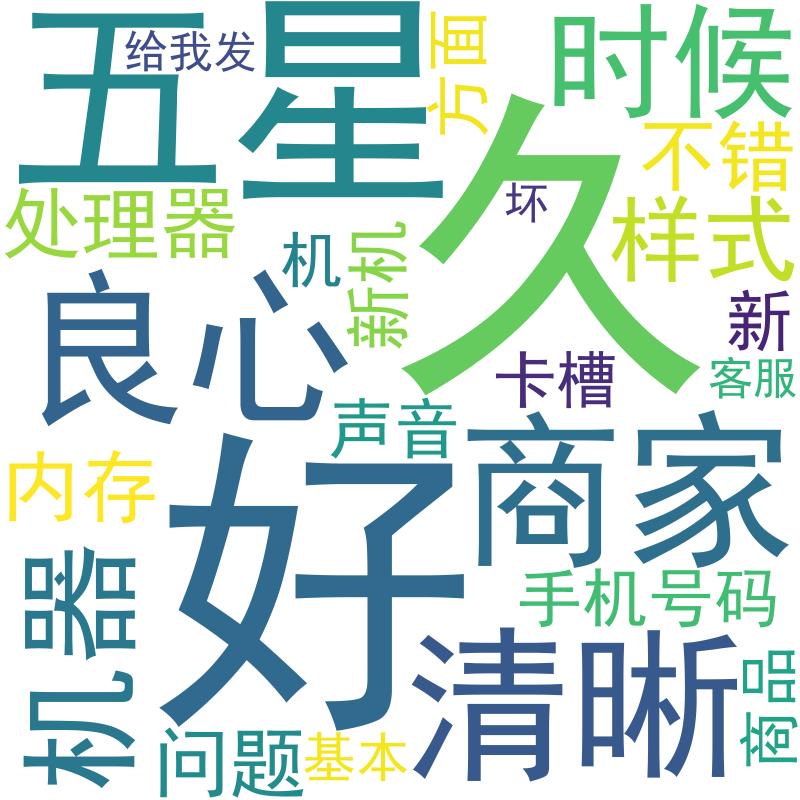 五星
给我发
方面
时候
久
不错
处理器
样式
坏
机
新机
良心
新
卡槽
客服
声音
商家
好
内存
机器
手机号码
清晰
商品
问题
基本